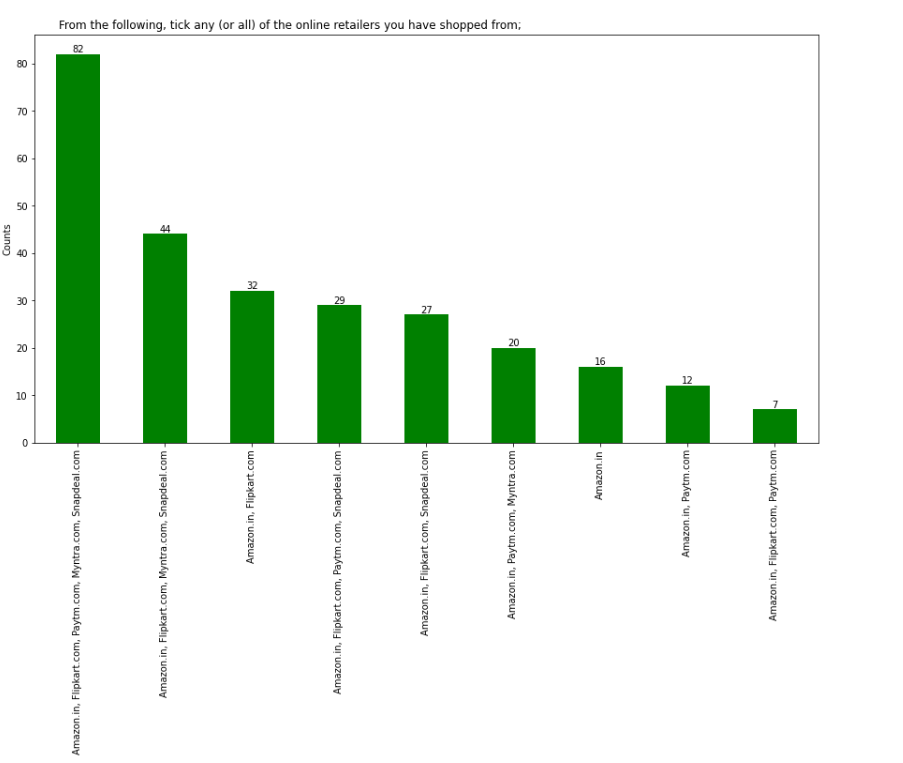 From the following, tick any (or all) of the online retailers you have shopped from;
82
44
32
29
27
20
16
12
7
80
70
60
50
40
30
20
10
0
Counts
Amazon.in, Flipkart.com, Paytm.com, Myntra.com, Snapdeal.com
Amazon.in, Flipkart.com, Myntra.com, Snapdeal.com
Amazon.in, Flipkart.com
Amazon.in, Flipkart.com, Paytm.com, Snapdeal.com
Amazon.in, Flipkart.com, Snapdeal.com
Amazon.in, Paytm.com, Myntra.com
Amazon.in
Amazon.in, Paytm.com
Amazon.in, Flipkart.com, Paytm.com